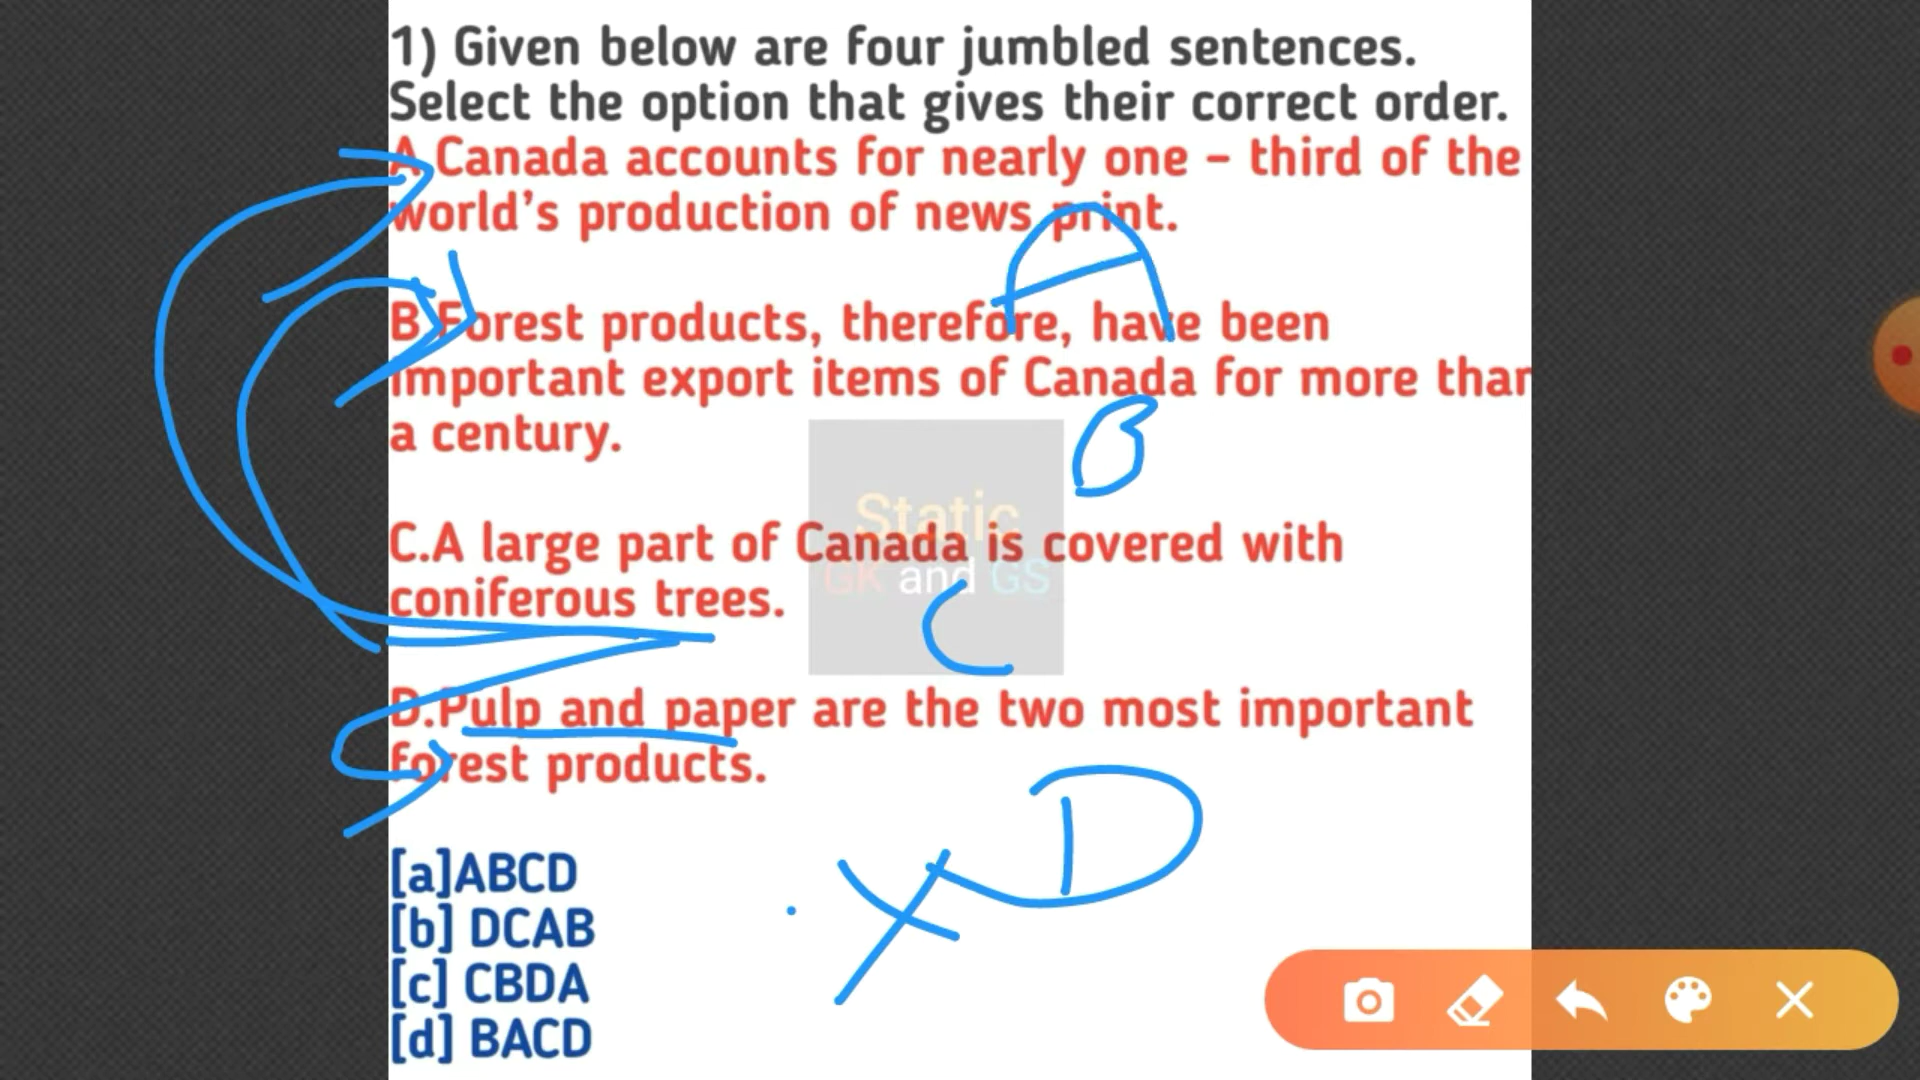 1) Given below are four jumbled sentences.
Select the option that gives their correct order.
A.Canada accounts for nearly one – third of the
world’s production of news print.
A
B.Forest products, therefore, have been
important export items of Canada for more than
a century.
B
Static
GK and GS
C.A large part of Canada is covered with
coniferous trees.
C
D.Pulp and paper are the two most important
forest products.
D
[a]ABCD
[b] DCAB
[c] CBDA
[d] BACD